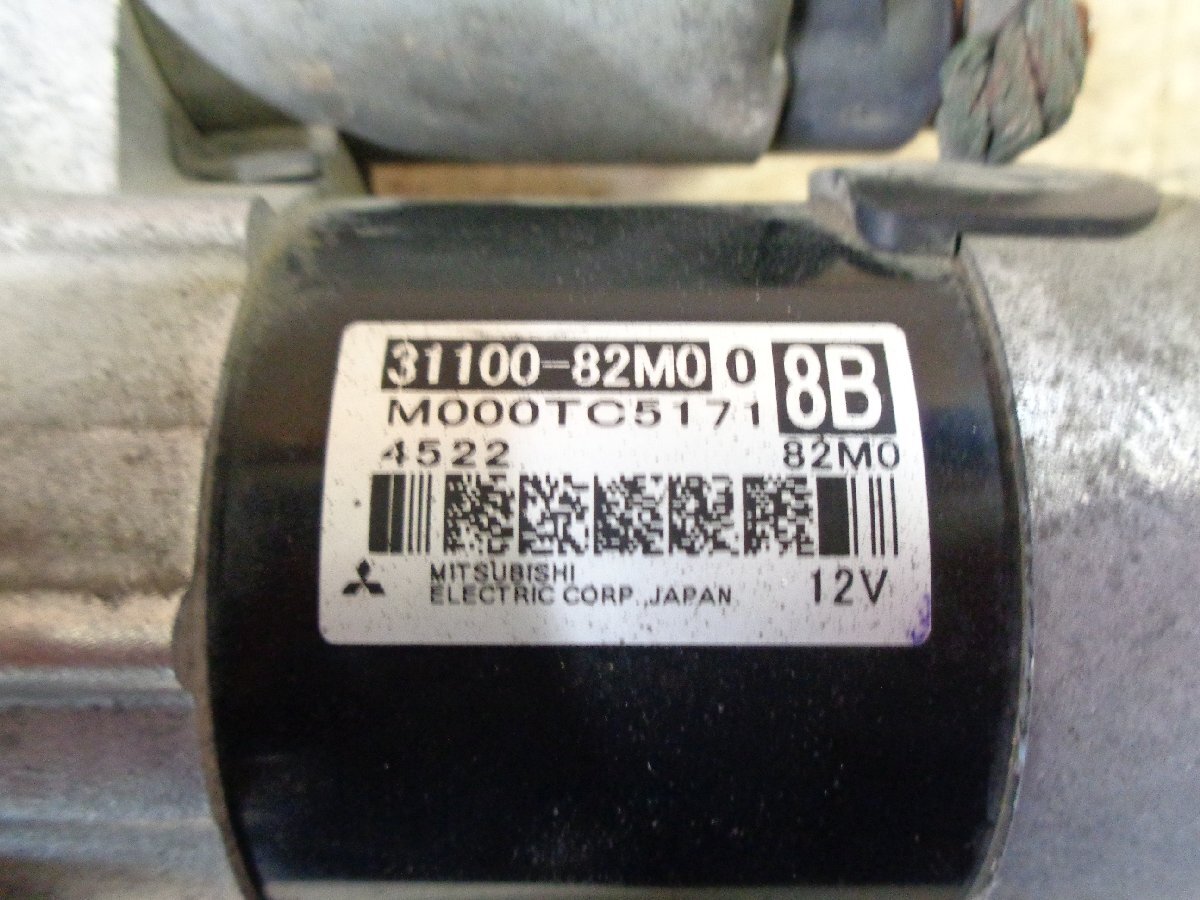 31100-82M0 0 8B
M000TC5171
4522 82M0
MITSUBISHI
ELECTRIC CORP. JAPAN 12V